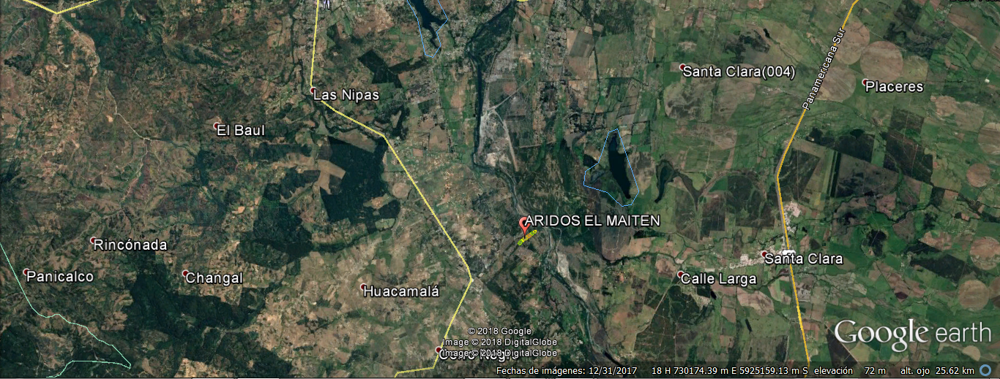 Santa Clara(004)
Placeres
Panamericana Sur
Las Nipas
El Baul
ARIDOS EL MAITEN
Rincónada
Santa Clara
Panicalco
Changal
Calle Larga
Huacamalá
© 2018 Google
Image © 2018 DigitalGlobe
Image © 2018 DigitalGlobe
Google earth
Fechas de imágenes: 12/31/2017 18 H 730174.39 m E 5925159.13 m S elevación 72 m alt. ojo 25.62 km